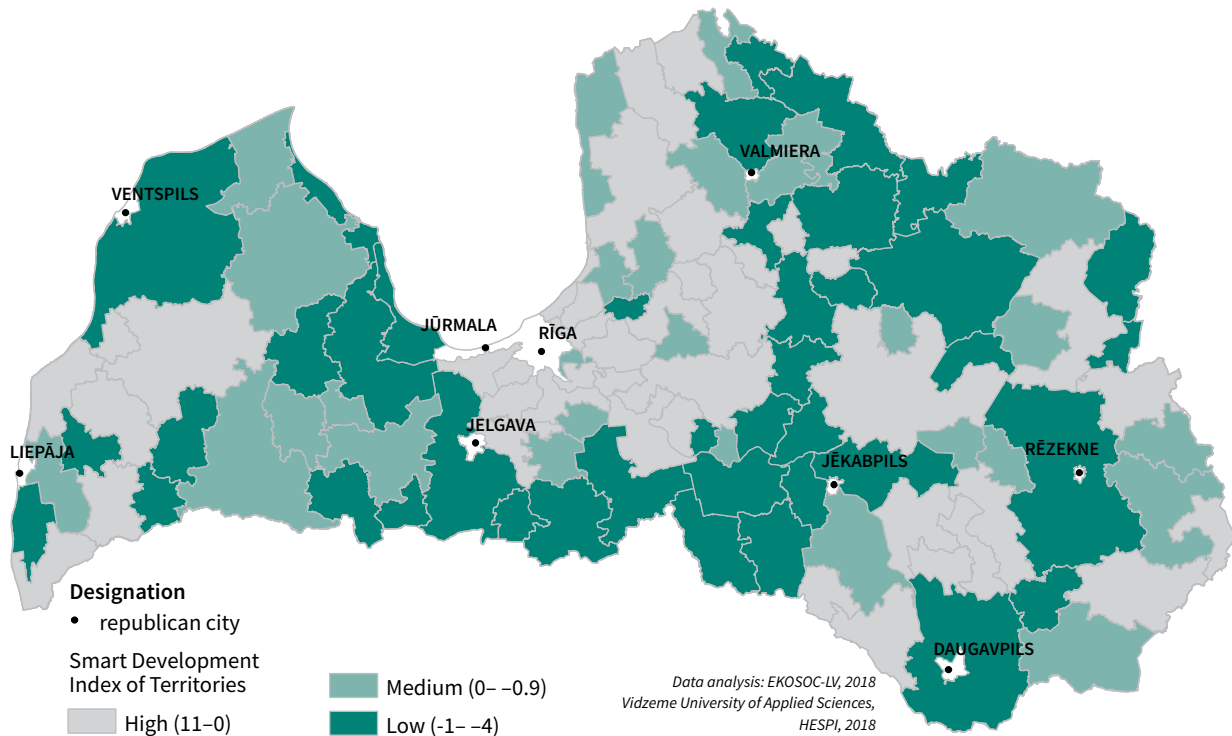 VALMIERA
VENTSPILS
JŪRMALA
RĪGA
JELGAVA
LIEPĀJA
JĒKABPILS
RĒZEKNE
DAUGAVPILS
Designation
republican city
Smart Development
Index of Territories
High (11–0)
Medium (0– –0.9)
Low (-1– –4)
Data analysis: EKOSOC-LV, 2018
Vidzeme University of Applied Sciences,
HESPI, 2018